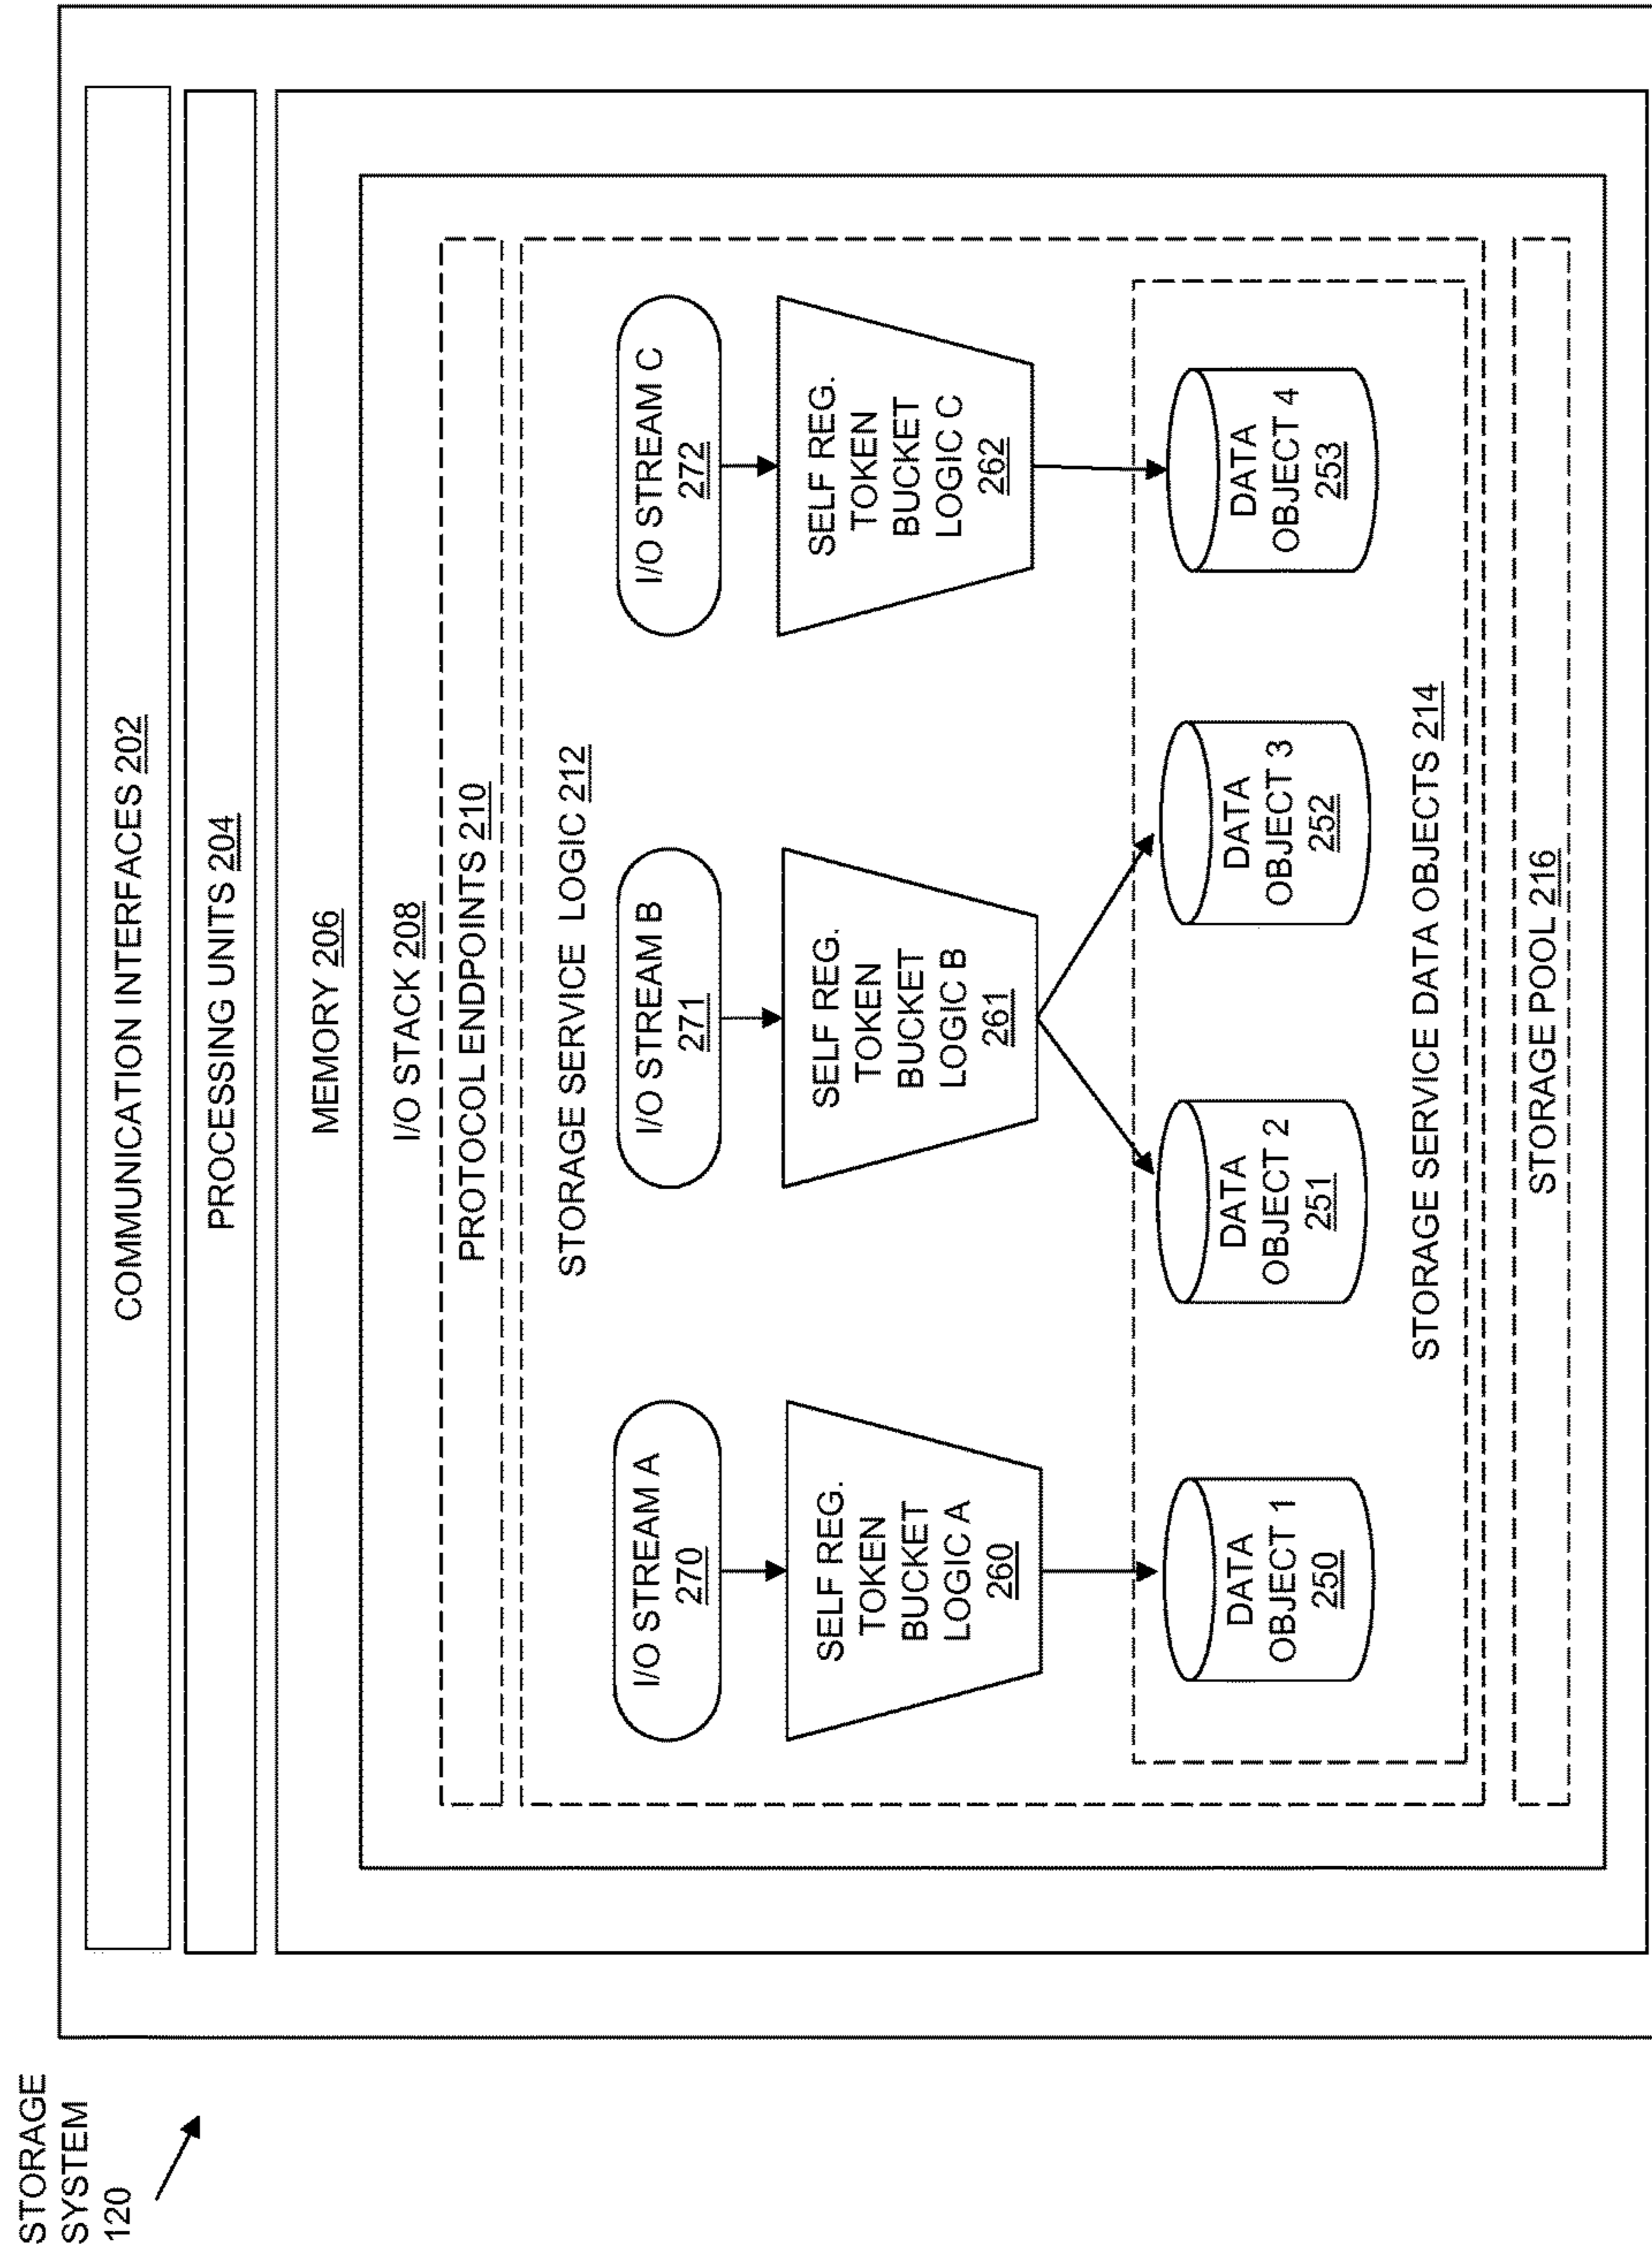 STORAGE
SYSTEM
120
COMMUNICATION INTERFACES 202
PROCESSING UNITS 204
MEMORY 206
I/O STACK 208
PROTOCOL ENDPOINTS 210
STORAGE SERVICE LOGIC 212
I/O STREAM A
270
I/O STREAM B
271
I/O STREAM C
272
SELF REG.
TOKEN
BUCKET
LOGIC A
260
SELF REG.
TOKEN
BUCKET
LOGIC B
261
SELF REG.
TOKEN
BUCKET
LOGIC C
262
DATA
OBJECT 1
250
DATA
OBJECT 2
251
DATA
OBJECT 3
252
DATA
OBJECT 4
253
STORAGE SERVICE DATA OBJECTS 214
STORAGE POOL 216